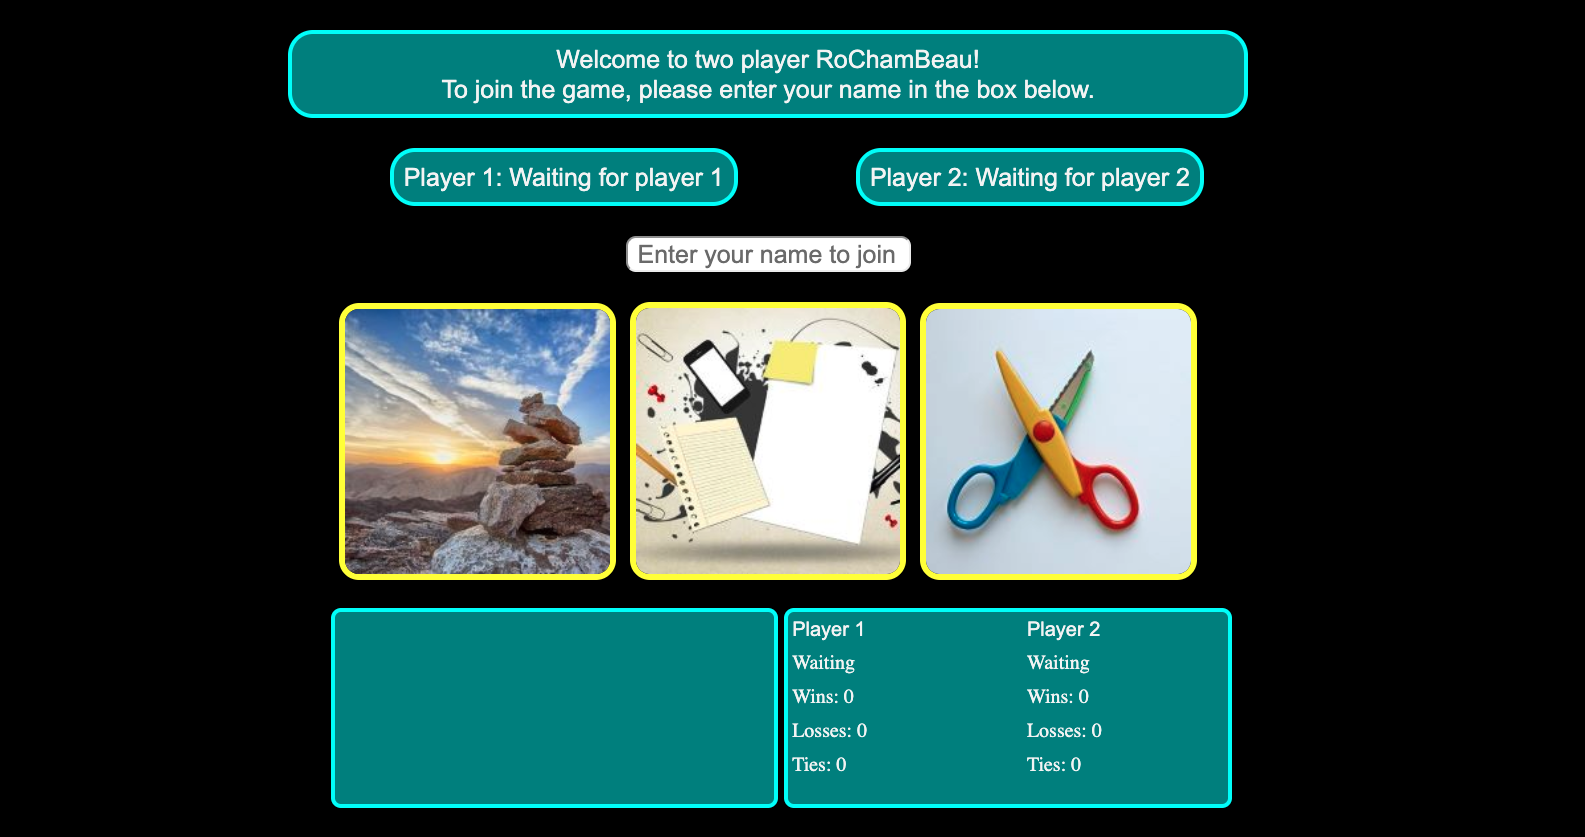 Welcome to two player RoChamBeau!
To join the game, please enter your name in the box below.
Player 1: Waiting for player 1
Player 2: Waiting for player 2
Enter your name to join
Player 1
Waiting
Wins: 0
Losses: 0
Ties: 0
Player 2
Waiting
Wins: 0
Losses: 0
Ties: 0